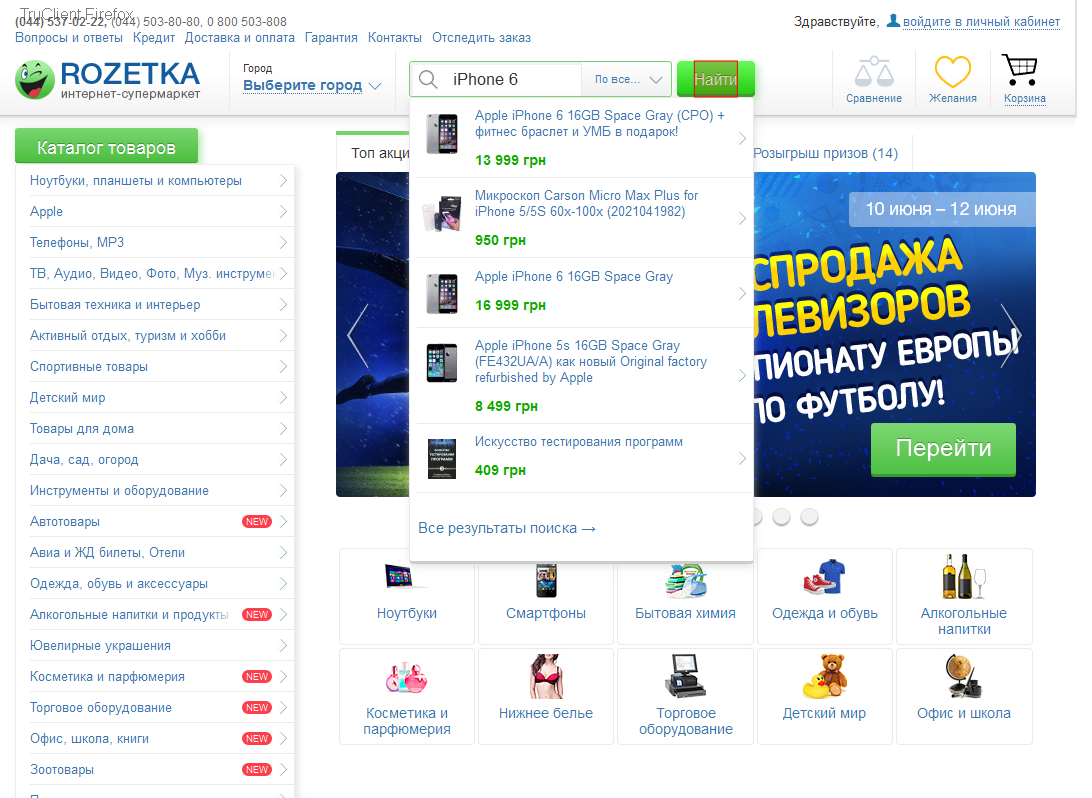 TruClient Firefox
(044) 537-02-22, (044) 503-80-80, 0 800 503-808
Здравствуйте, войдите в личный кабинет
Вопросы и ответы Кредит Доставка и оплата Гарантия Контакты Отследить заказ
ROZETKA
интернет-супермаркет
Город
Выберите город
iPhone 6
По все...
Найти
Сравнение
Желания
Корзина
Каталог товаров
Ноутбуки, планшеты и компьютеры
Apple
Телефоны, MP3
ТВ, Аудио, Видео, Фото, Муз. инструме
Бытовая техника и интерьер
Активный отдых, туризм и хобби
Спортивные товары
Детский мир
Товары для дома
Дача, сад, огород
Инструменты и оборудование
Автотовары NEW
Авиа и ЖД билеты, Отели
Одежда, обувь и аксессуары
Алкогольные напитки и продукты NEW
Ювелирные украшения
Косметика и парфюмерия NEW
Торговое оборудование NEW
Офис, школа, книги NEW
Зоотовары NEW
Топ акци
Розыгрыш призов (14)
Apple iPhone 6 16GB Space Gray (CPO) +
фитнес браслет и УМБ в подарок!
13 999 грн
Микроскоп Carson Micro Max Plus for
iPhone 5/5S 60x-100x (2021041982)
950 грн
Apple iPhone 6 16GB Space Gray
16 999 грн
Apple iPhone 5s 16GB Space Gray
(FE432UA/A) как новый Original factory
refurbished by Apple
8 499 грн
Искусство тестирования программ
409 грн
Все результаты поиска →
10 июня – 12 июня
СПРОДАЖА
ЛЕВИЗОРОВ
ПИОНАТУ ЕВРОПЫ
ПО ФУТБОЛУ!
Перейти
Ноутбуки
Смартфоны
Бытовая химия
Одежда и обувь
Алкогольные
напитки
Косметика и
парфюмерия
Нижнее белье
Торговое
оборудование
Детский мир
Офис и школа